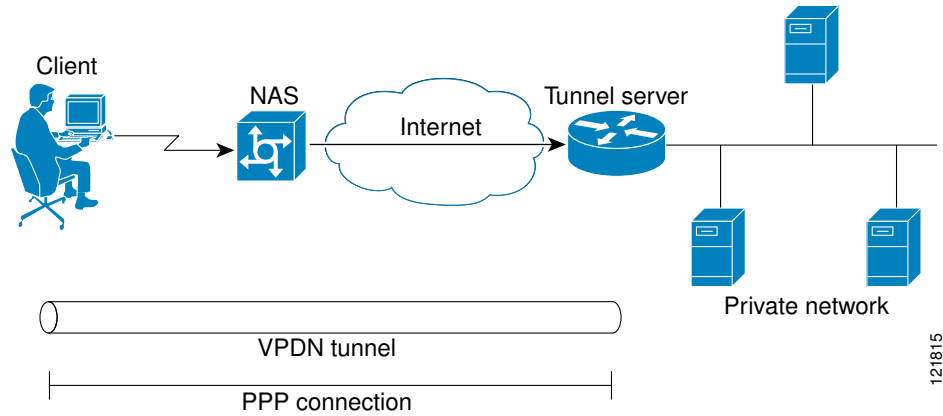 Client
NAS
Internet
Tunnel server
Private network
VPDN tunnel
PPP connection
121815